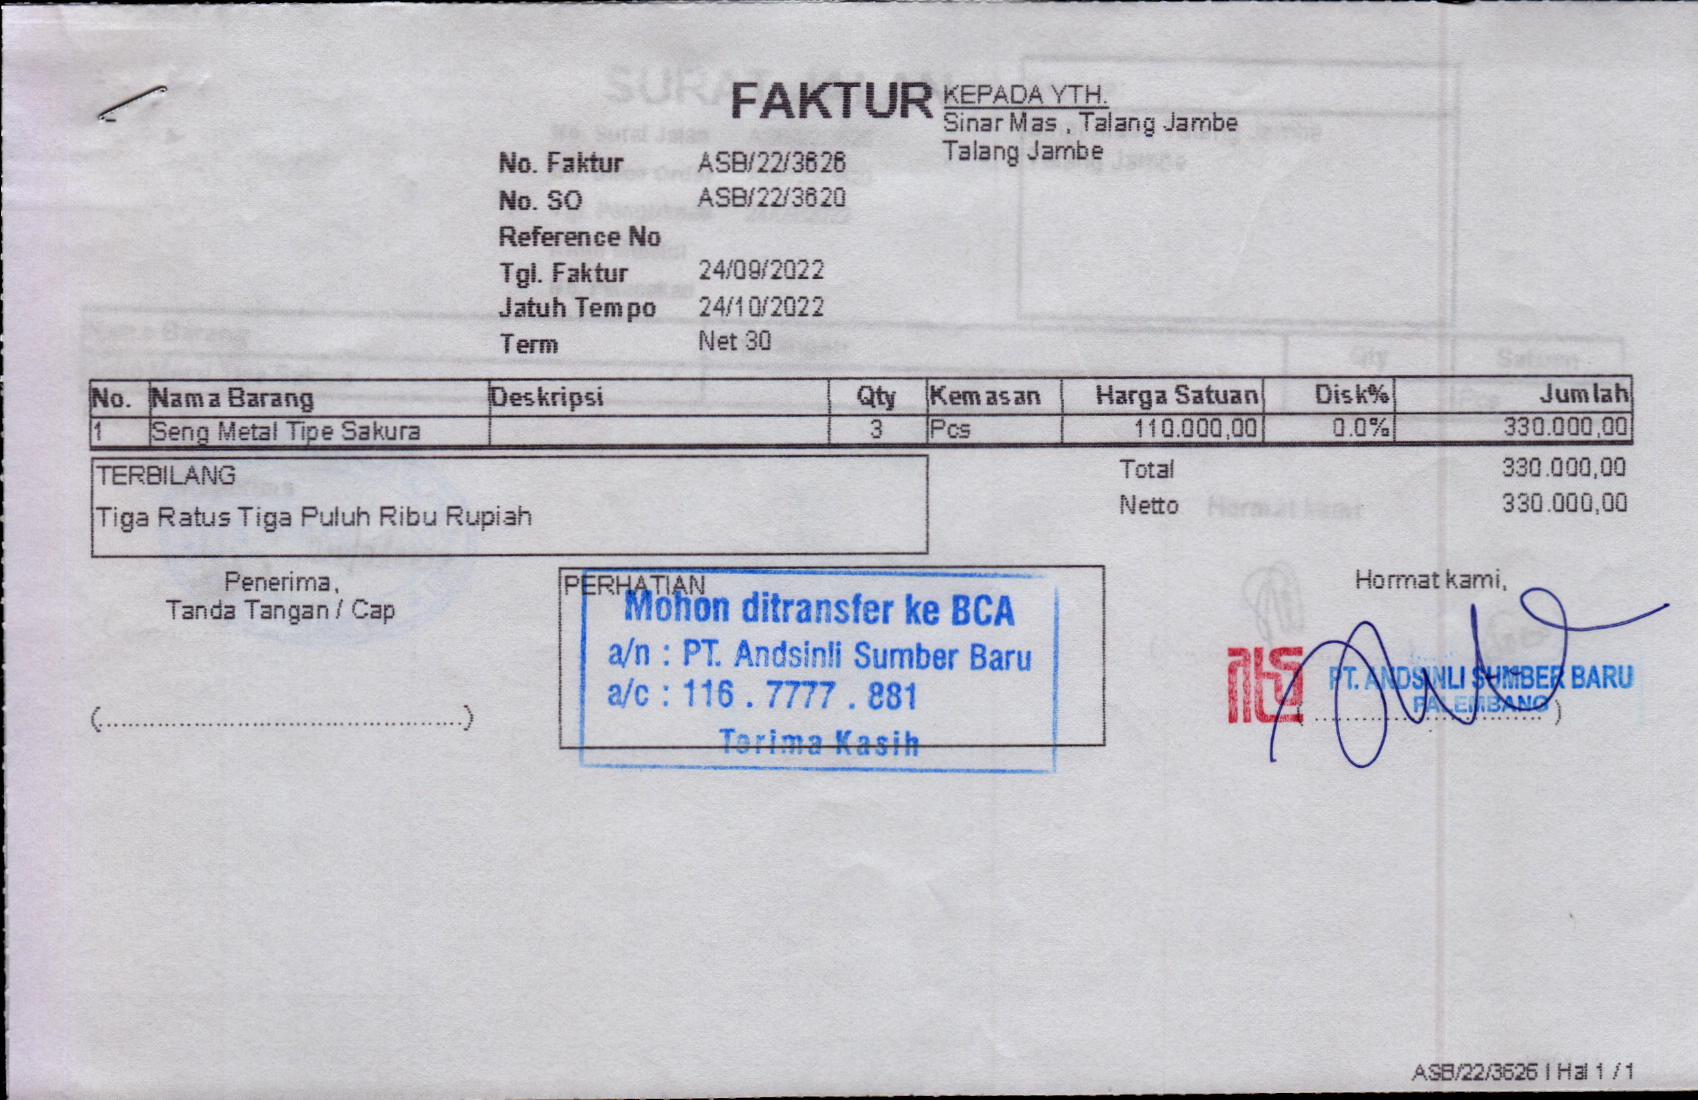 FAKTUR
KEPADA YTH.
Sinar Mas , Talang Jambe
Talang Jambe
No. Faktur ASB/22/3626
No. SO ASB/22/3620
Reference No
Tgl. Faktur 24/09/2022
Jatuh Tempo 24/10/2022
Term Net 30
No. Nama Barang Deskripsi Qty Kemasan Harga Satuan Disk% Jumlah
1 Seng Metal Tipe Sakura 3 Pcs 110.000,00 0.0% 330.000,00
TERBILANG
Tiga Ratus Tiga Puluh Ribu Rupiah
Total 330.000,00
Netto 330.000,00
Penerima,
Tanda Tangan / Cap
(............................................)
PERHATIAN
Mohon ditransfer ke BCA
a/n : PT. Andsinli Sumber Baru
a/c : 116 . 7777 . 881
Terima Kasih
Hormat kami,
PT. ANDSINLI SUMBER BARU
PALEMBANG
ASB/22/3626 | Hal 1 / 1